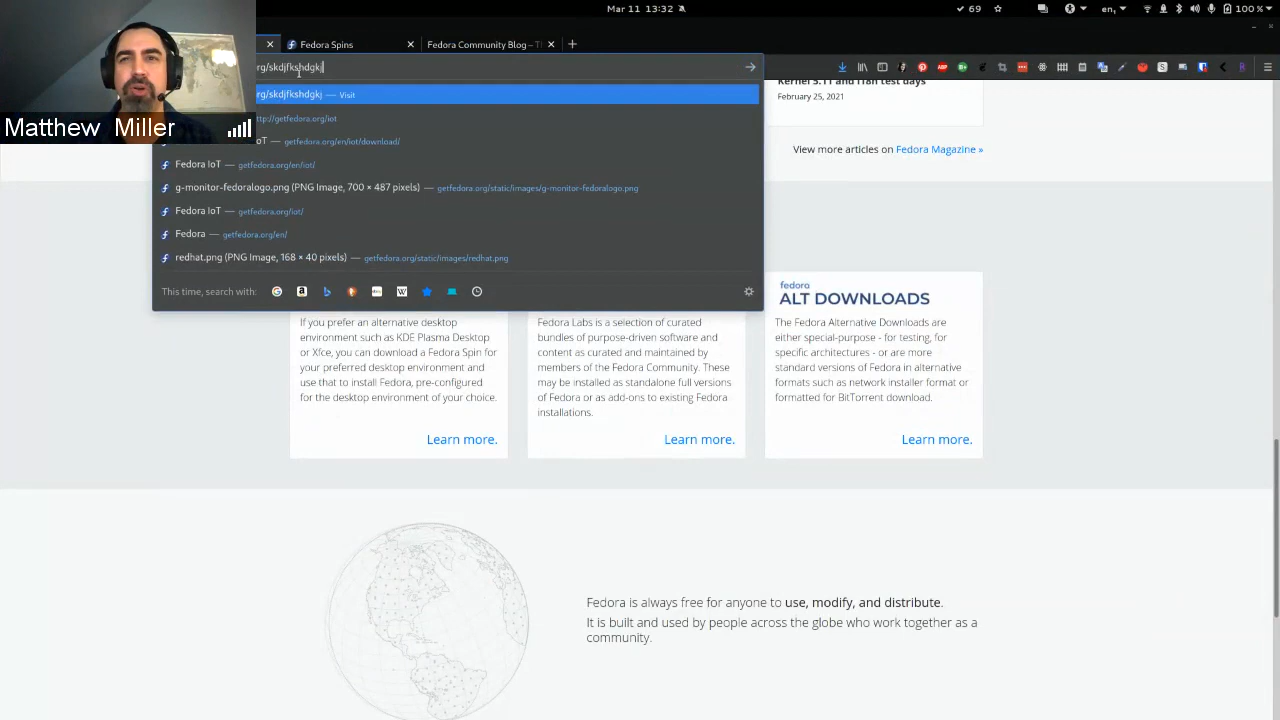 Mar 11 13:32
69
en
100 %
Fedora Spins
Fedora Community Blog – Th
rg/skdjfkshdgkj
rg/skdjfkshdgkj — Visit
ttp://getfedora.org/iot
oT — getfedora.org/en/iot/download/
Fedora IoT — getfedora.org/en/iot/
g-monitor-fedoralogo.png (PNG Image, 700 × 487 pixels) — getfedora.org/static/images/g-monitor-fedoralogo.png
Fedora IoT — getfedora.org/iot/
Fedora — getfedora.org/en/
redhat.png (PNG Image, 168 × 40 pixels) — getfedora.org/static/images/redhat.png
This time, search with:
Matthew Miller
Kernel 5.11 and i18n test days
February 25, 2021
View more articles on Fedora Magazine »
If you prefer an alternative desktop
environment such as KDE Plasma Desktop
or Xfce, you can download a Fedora Spin for
your preferred desktop environment and
use that to install Fedora, pre-configured
for the desktop environment of your choice.
Learn more.
Fedora Labs is a selection of curated
bundles of purpose-driven software and
content as curated and maintained by
members of the Fedora Community. These
may be installed as standalone full versions
of Fedora or as add-ons to existing Fedora
installations.
Learn more.
fedora
ALT DOWNLOADS
The Fedora Alternative Downloads are
either special-purpose - for testing, for
specific architectures - or are more
standard versions of Fedora in alternative
formats such as network installer format or
formatted for BitTorrent download.
Learn more.
Fedora is always free for anyone to use, modify, and distribute.
It is built and used by people across the globe who work together as a
community.